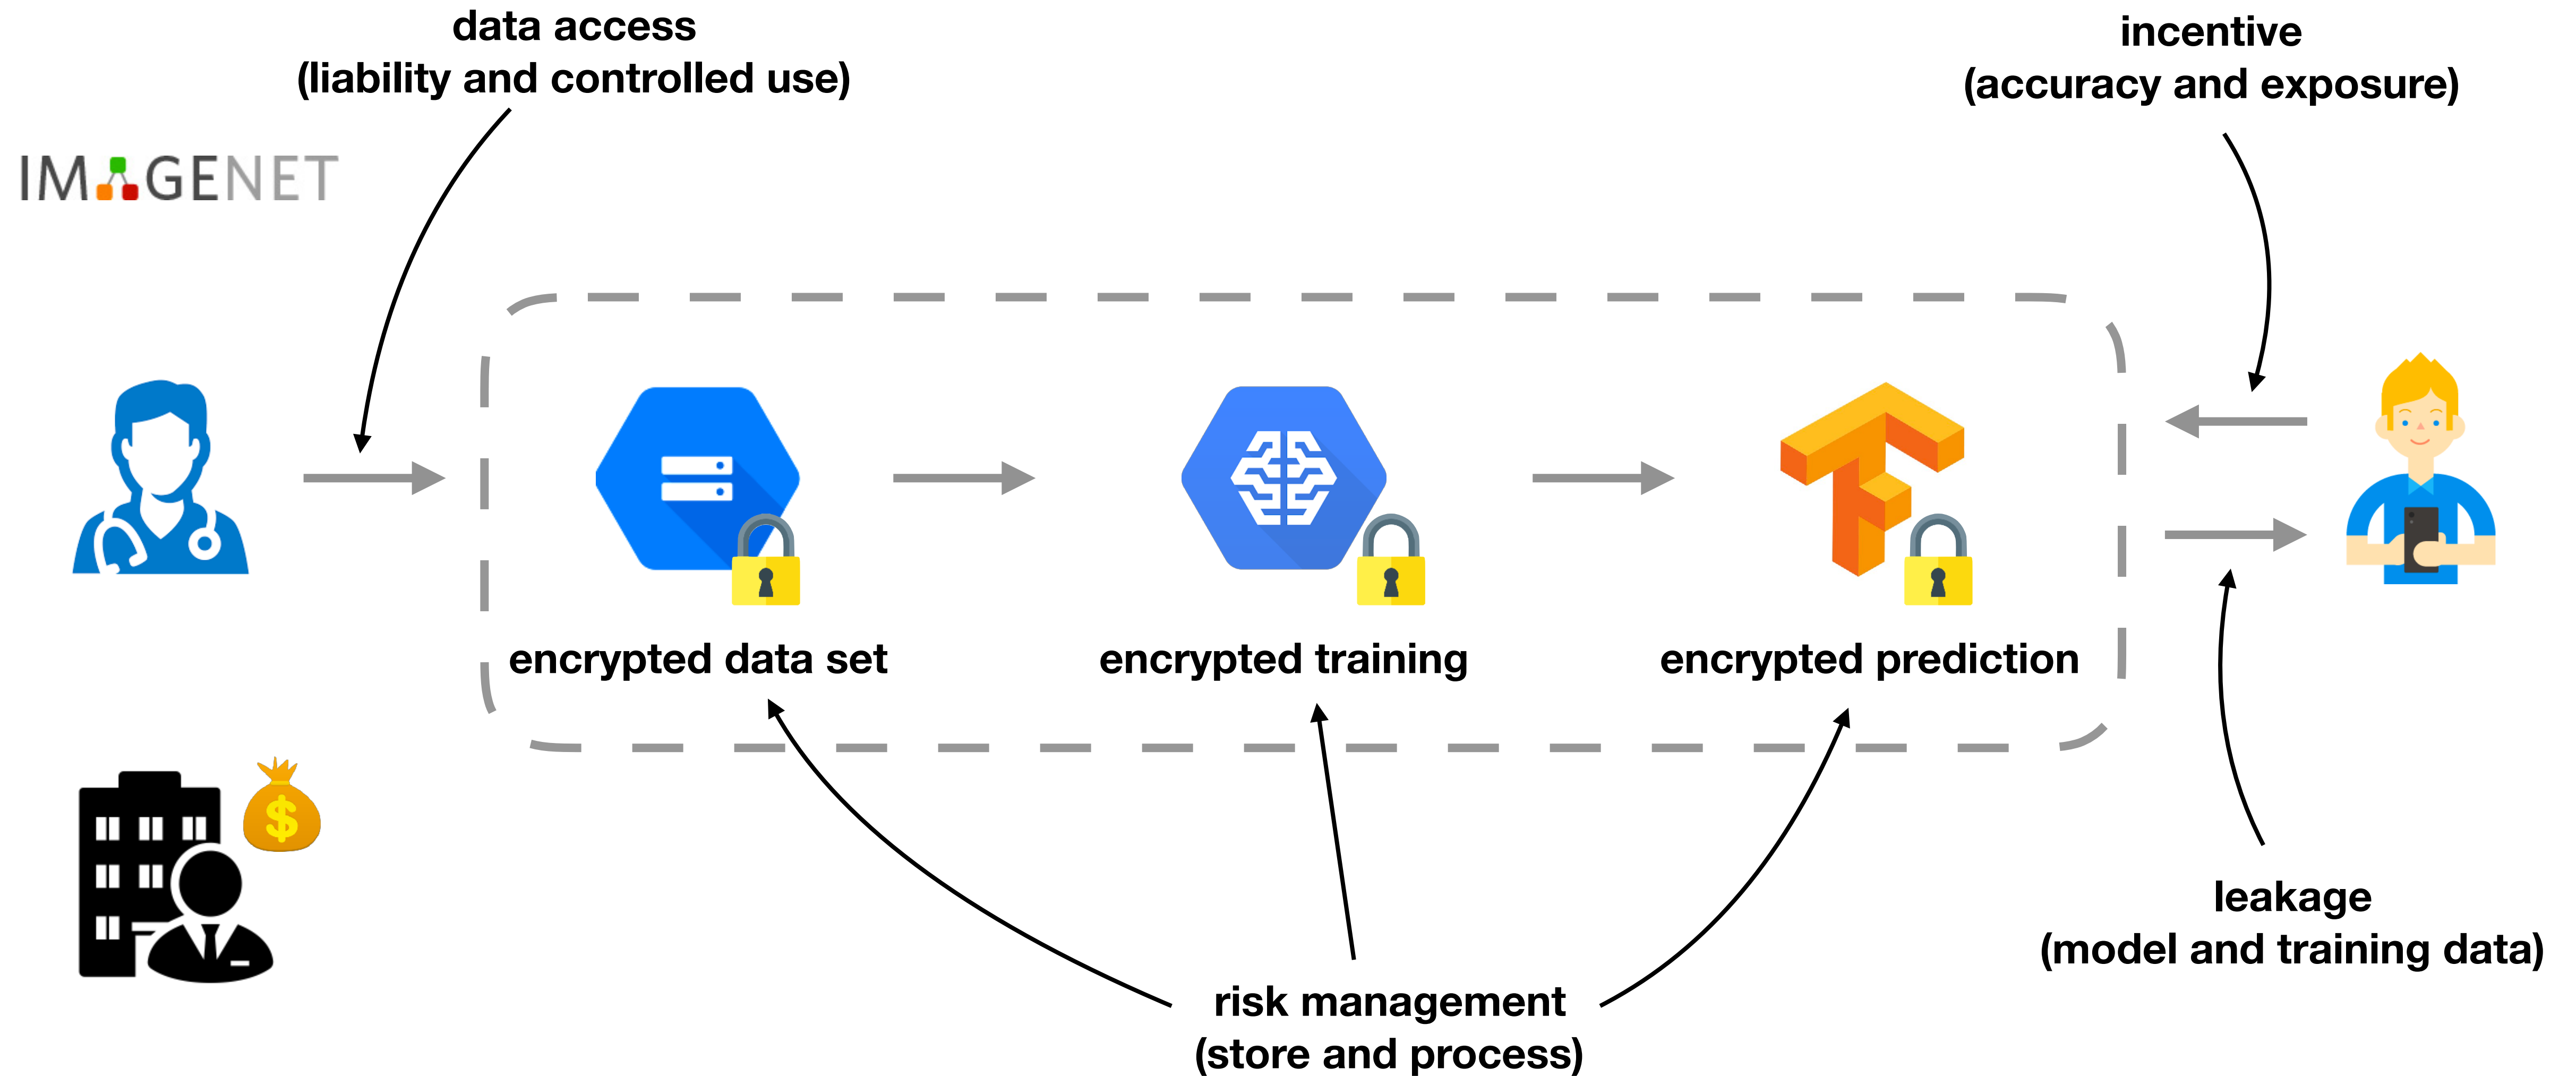 data access
(liability and controlled use)
incentive
(accuracy and exposure)
IMAGENET
encrypted data set
encrypted training
encrypted prediction
$
leakage
(model and training data)
risk management
(store and process)